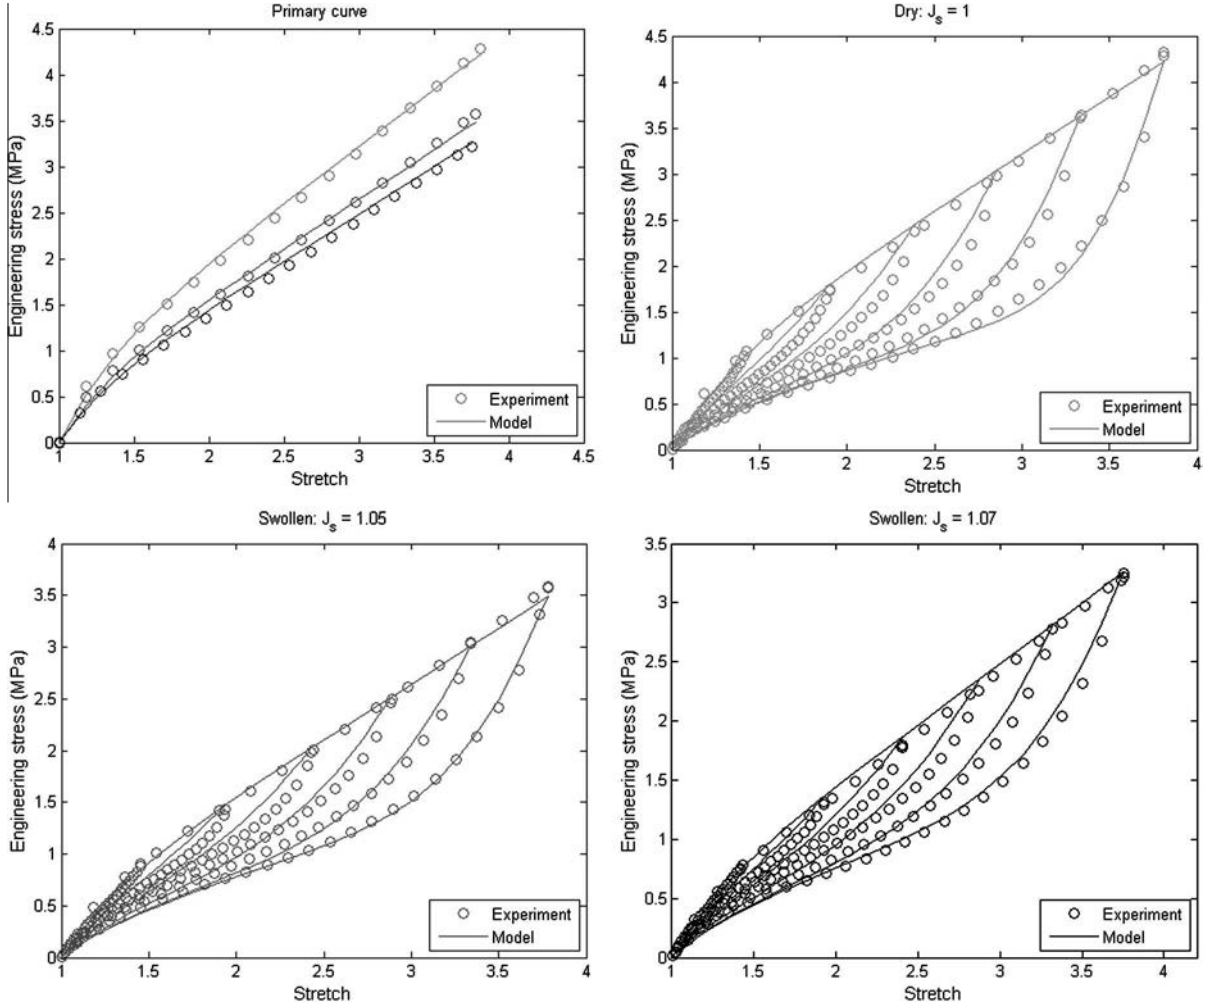 Primary curve
4.5
4
3.5
3
2.5
2
1.5
1
0.5
0
Engineering stress (MPa)
Experiment
Model
1 1.5 2 2.5 3 3.5 4 4.5
Stretch
Dry: J_s = 1
4.5
4
3.5
3
2.5
2
1.5
1
0.5
0
Engineering stress (MPa)
Experiment
Model
1 1.5 2 2.5 3 3.5 4
Stretch
Swollen: J_s = 1.05
4
3.5
3
2.5
2
1.5
1
0.5
0
Engineering stress (MPa)
Experiment
Model
1 1.5 2 2.5 3 3.5 4
Stretch
Swollen: J_s = 1.07
3.5
3
2.5
2
1.5
1
0.5
0
Engineering stress (MPa)
Experiment
Model
1 1.5 2 2.5 3 3.5 4
Stretch